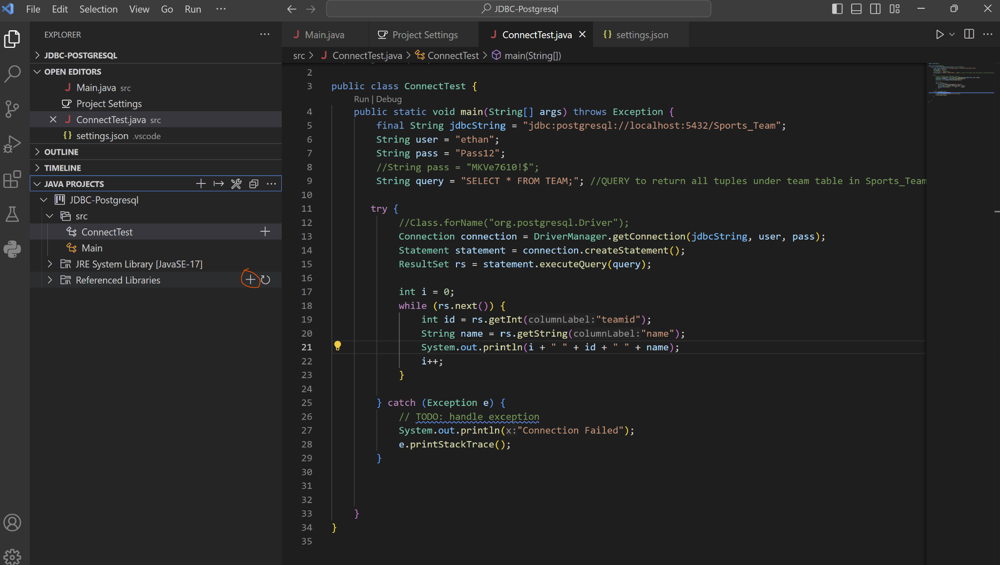 File Edit Selection View Go Run ··· JDBC-Postgresql
EXPLORER ···
JDBC-POSTGRESQL
OPEN EDITORS
Main.java src
Project Settings
ConnectTest.java src
{} settings.json .vscode
OUTLINE
TIMELINE
JAVA PROJECTS
JDBC-Postgresql
src
ConnectTest
Main
JRE System Library [JavaSE-17]
Referenced Libraries
Main.java Project Settings ConnectTest.java {} settings.json
src > ConnectTest.java > ConnectTest > main(String[])
2
3 public class ConnectTest {
Run | Debug
4 public static void main(String[] args) throws Exception {
5 final String jdbcString = "jdbc:postgresql://localhost:5432/Sports_Team";
6 String user = "ethan";
7 String pass = "Pass12";
8 //String pass = "MKVe7610!$";
9 String query = "SELECT * FROM TEAM;"; //QUERY to return all tuples under team table in Sports_Team
10
11 try {
12 //Class.forName("org.postgresql.Driver");
13 Connection connection = DriverManager.getConnection(jdbcString, user, pass);
14 Statement statement = connection.createStatement();
15 ResultSet rs = statement.executeQuery(query);
16
17 int i = 0;
18 while (rs.next()) {
19 int id = rs.getInt(columnLabel:"teamid");
20 String name = rs.getString(columnLabel:"name");
21 System.out.println(i + " " + id + " " + name);
22 i++;
23 }
24
25 } catch (Exception e) {
26 // TODO: handle exception
27 System.out.println(x:"Connection Failed");
28 e.printStackTrace();
29 }
30
31
32
33 }
34 }
35